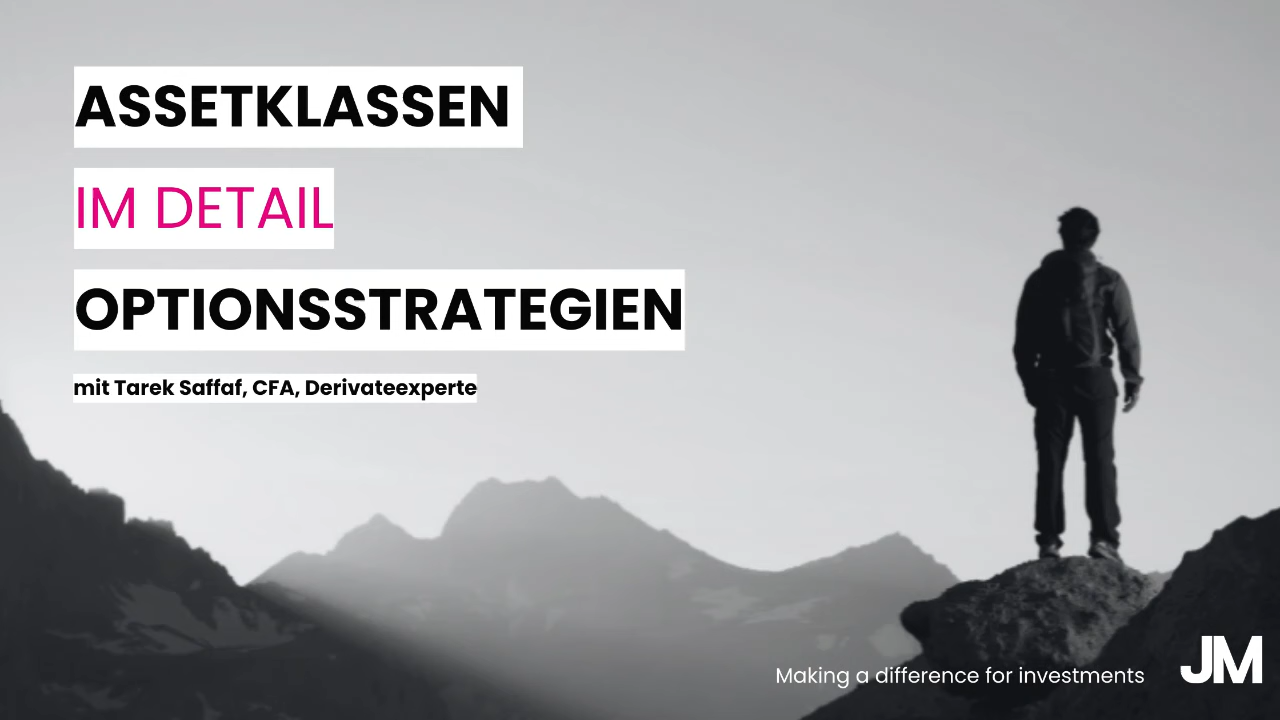 ASSETKLASSEN
IM DETAIL
OPTIONSSTRATEGIEN
mit Tarek Saffaf, CFA, Derivateexperte
Making a difference for investments
JM